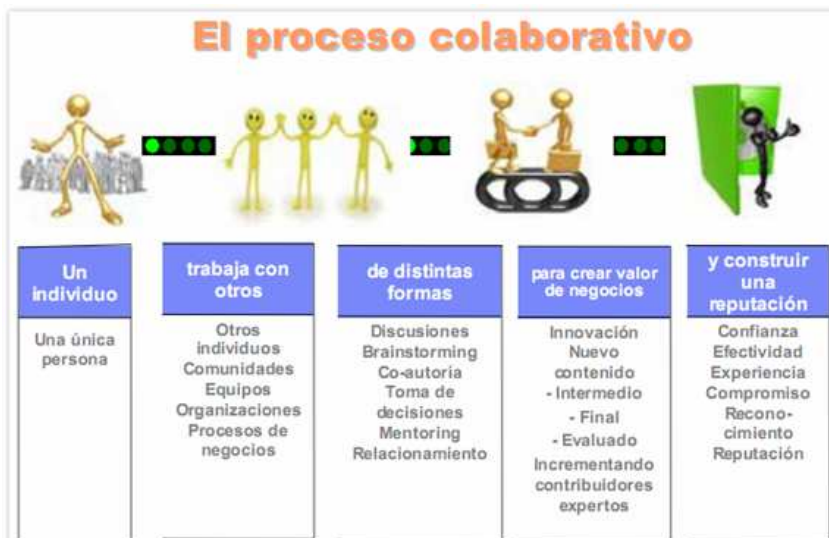 El proceso colaborativo
Un
individuo
Una única
persona
trabaja con
otros
Otros
individuos
Comunidades
Equipos
Organizaciones
Procesos de
negocios
de distintas
formas
Discusiones
Brainstorming
Co-autoría
Toma de
decisiones
Mentoring
Relacionamiento
para crear valor
de negocios
Innovación
Nuevo
contenido
- Intermedio
- Final
- Evaluado
Incrementando
contribuidores
expertos
y construir
una
reputación
Confianza
Efectividad
Experiencia
Compromiso
Recono-
cimiento
Reputación